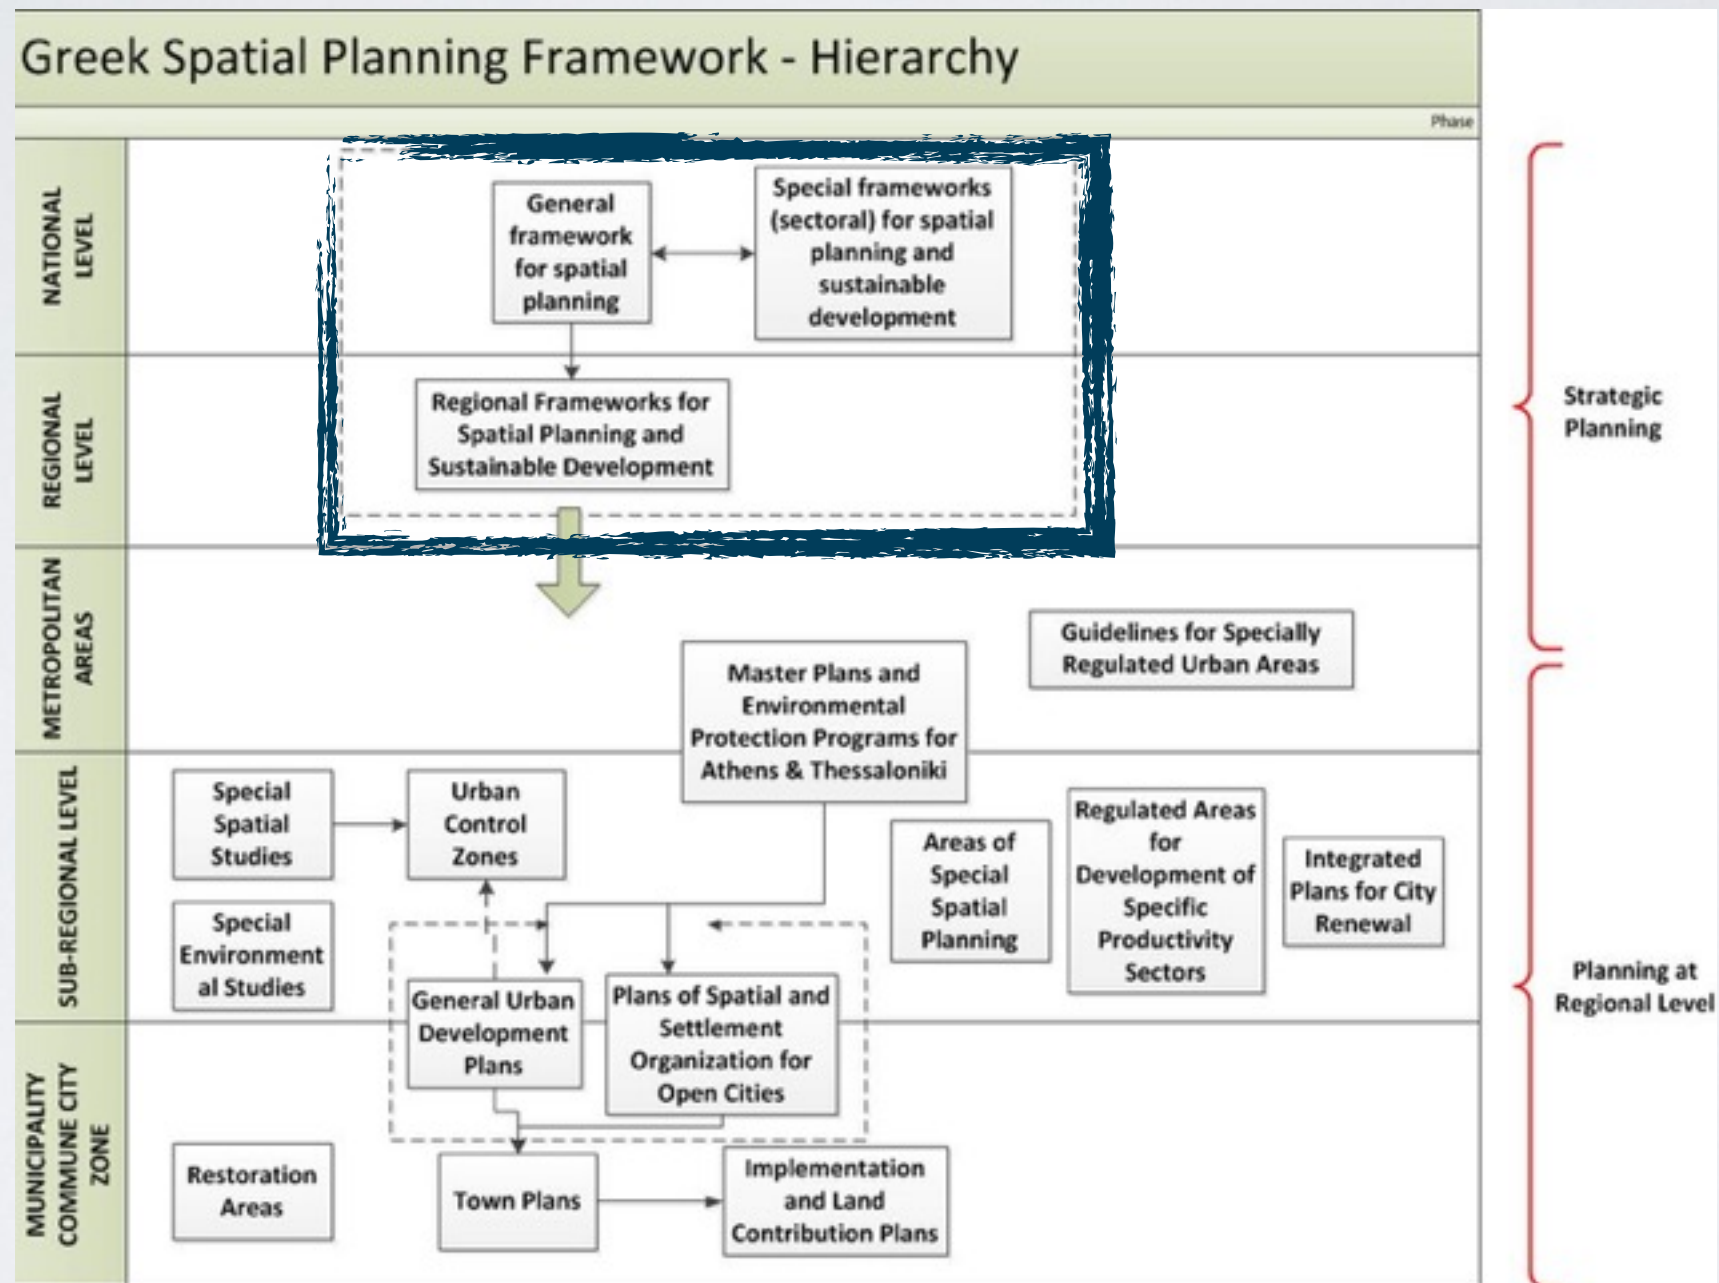 Greek Spatial Planning Framework - Hierarchy
Phase
NATIONAL
LEVEL
General
framework
for spatial
planning
Special frameworks
(sectoral) for spatial
planning and
sustainable
development
REGIONAL
LEVEL
Regional Frameworks for
Spatial Planning and
Sustainable Development
Strategic
Planning
METROPOLITAN
AREAS
Master Plans and
Environmental
Protection Programs for
Athens & Thessaloniki
Guidelines for Specially
Regulated Urban Areas
SUB-REGIONAL LEVEL
Special
Spatial
Studies
Urban
Control
Zones
Special
Environment
al Studies
General Urban
Development
Plans
Plans of Spatial and
Settlement
Organization for
Open Cities
Areas of
Special
Spatial
Planning
Regulated Areas
for
Development of
Specific
Productivity
Sectors
Integrated
Plans for City
Renewal
Planning at
Regional Level
MUNICIPALITY
COMMUNE CITY
ZONE
Restoration
Areas
Town Plans
Implementation
and Land
Contribution Plans